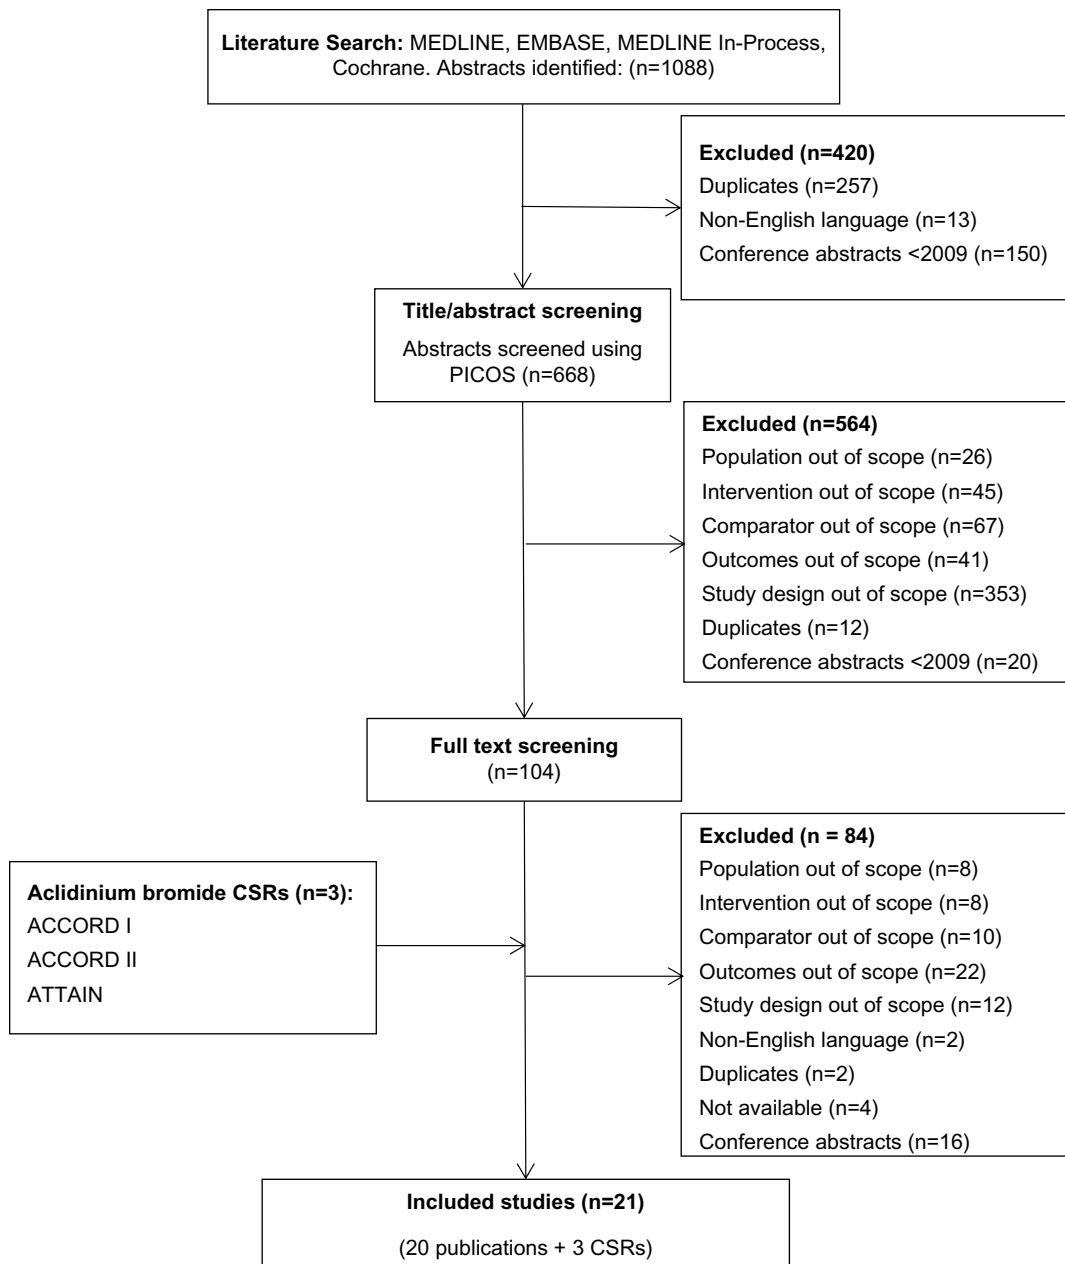 Literature Search: MEDLINE, EMBASE, MEDLINE In-Process,
Cochrane. Abstracts identified: (n=1088)
Excluded (n=420)
Duplicates (n=257)
Non-English language (n=13)
Conference abstracts <2009 (n=150)
Title/abstract screening
Abstracts screened using
PICOS (n=668)
Excluded (n=564)
Population out of scope (n=26)
Intervention out of scope (n=45)
Comparator out of scope (n=67)
Outcomes out of scope (n=41)
Study design out of scope (n=353)
Duplicates (n=12)
Conference abstracts <2009 (n=20)
Full text screening
(n=104)
Aclidinium bromide CSRs (n=3):
ACCORD I
ACCORD II
ATTAIN
Excluded (n = 84)
Population out of scope (n=8)
Intervention out of scope (n=8)
Comparator out of scope (n=10)
Outcomes out of scope (n=22)
Study design out of scope (n=12)
Non-English language (n=2)
Duplicates (n=2)
Not available (n=4)
Conference abstracts (n=16)
Included studies (n=21)
(20 publications + 3 CSRs)